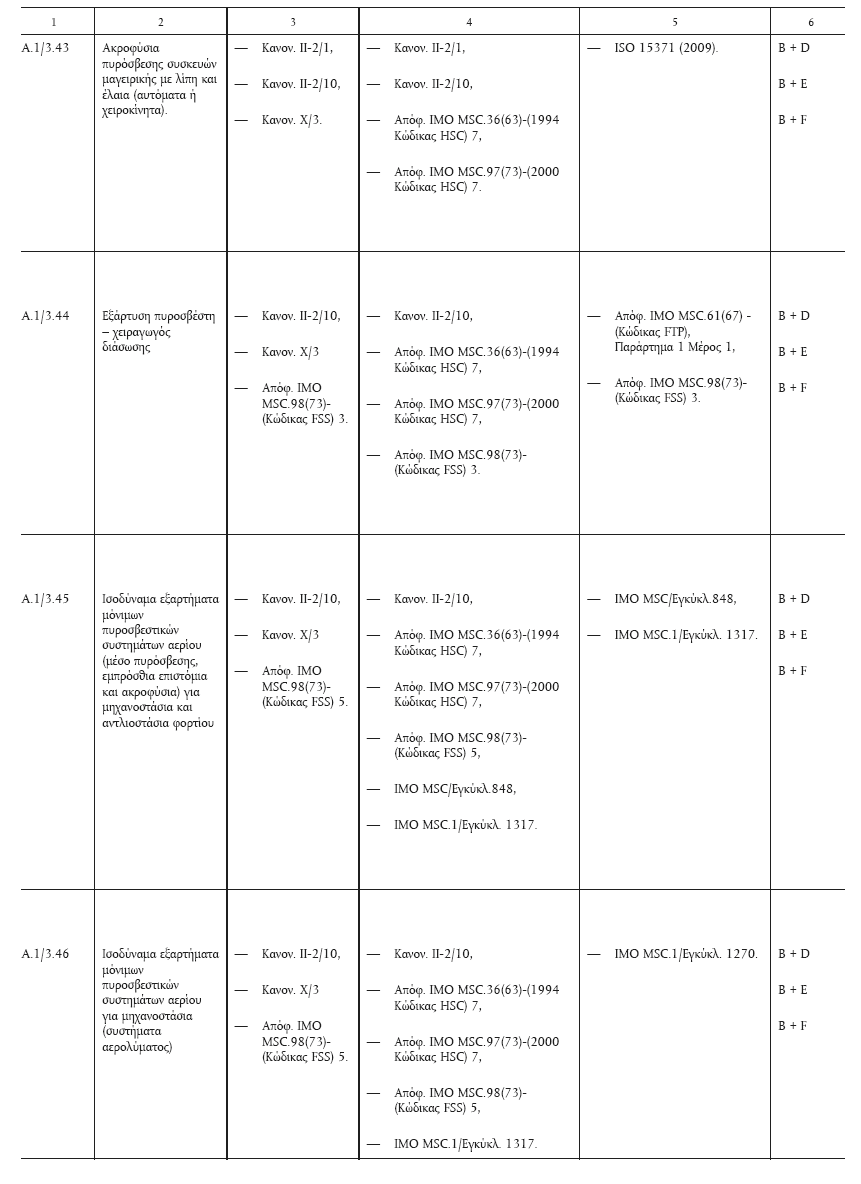 1 2 3 4 5 6
A.1/3.43
Ακροφύσια
πυρόσβεσης συσκευών
μαγειρικής με λίπη και
έλαια (αυτόματα ή
χειροκίνητα).
— Κανον. II-2/1,
— Κανον. II-2/10,
— Κανον. X/3.
— Κανον. II-2/1,
— Κανον. II-2/10,
— Απόφ. IMO MSC.36(63)-(1994
Κώδικας HSC) 7,
— Απόφ. IMO MSC.97(73)-(2000
Κώδικας HSC) 7.
— ISO 15371 (2009).
B + D
B + E
B + F
A.1/3.44
Εξάρτυση πυροσβέστη
– χειραγωγός
διάσωσης
— Κανον. II-2/10,
— Κανον. X/3
— Απόφ. IMO
MSC.98(73)-
(Κώδικας FSS) 3.
— Κανον. II-2/10,
— Απόφ. IMO MSC.36(63)-(1994
Κώδικας HSC) 7,
— Απόφ. IMO MSC.97(73)-(2000
Κώδικας HSC) 7,
— Απόφ. IMO MSC.98(73)-
(Κώδικας FSS) 3.
— Απόφ. IMO MSC.61(67) -
(Κώδικας FTP),
Παράρτημα 1 Μέρος 1,
— Απόφ. IMO MSC.98(73)-
(Κώδικας FSS) 3.
B + D
B + E
B + F
A.1/3.45
Ισοδύναμα εξαρτήματα
μόνιμων
πυροσβεστικών
συστημάτων αερίου
(μέσο πυρόσβεσης,
εμπρόσθια επιστόμια
και ακροφύσια) για
μηχανοστάσια και
αντλιοστάσια φορτίου
— Κανον. II-2/10,
— Κανον. X/3
— Απόφ. IMO
MSC.98(73)-
(Κώδικας FSS) 5.
— Κανον. II-2/10,
— Απόφ. IMO MSC.36(63)-(1994
Κώδικας HSC) 7,
— Απόφ. IMO MSC.97(73)-(2000
Κώδικας HSC) 7,
— Απόφ. IMO MSC.98(73)-
(Κώδικας FSS) 5,
— IMO MSC/Εγκύκλ.848,
— IMO MSC.1/Εγκύκλ. 1317.
— IMO MSC/Εγκύκλ.848,
— IMO MSC.1/Εγκύκλ. 1317.
B + D
B + E
B + F
A.1/3.46
Ισοδύναμα εξαρτήματα
μόνιμων
πυροσβεστικών
συστημάτων αερίου
για μηχανοστάσια
(συστήματα
αερολύματος)
— Κανον. II-2/10,
— Κανον. X/3
— Απόφ. IMO
MSC.98(73)-
(Κώδικας FSS) 5.
— Κανον. II-2/10,
— Απόφ. IMO MSC.36(63)-(1994
Κώδικας HSC) 7,
— Απόφ. IMO MSC.97(73)-(2000
Κώδικας HSC) 7,
— Απόφ. IMO MSC.98(73)-
(Κώδικας FSS) 5,
— IMO MSC.1/Εγκύκλ. 1317.
— IMO MSC.1/Εγκύκλ. 1270.
B + D
B + E
B + F